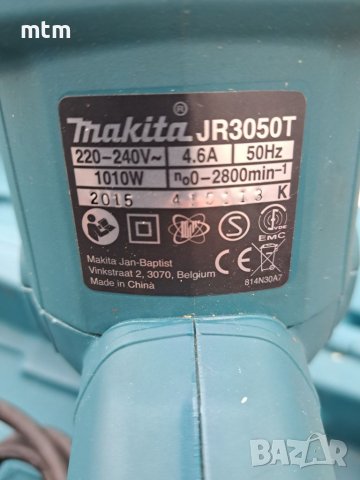 mtm
makita® JR3050T
220-240V~ 4.6A 50Hz
1010W n₀0-2800min⁻¹
2015 K
EMC
Makita Jan-Baptist
Vinkstraat 2, 3070, Belgium
Made in China
CE
814N30A7
BAZAR